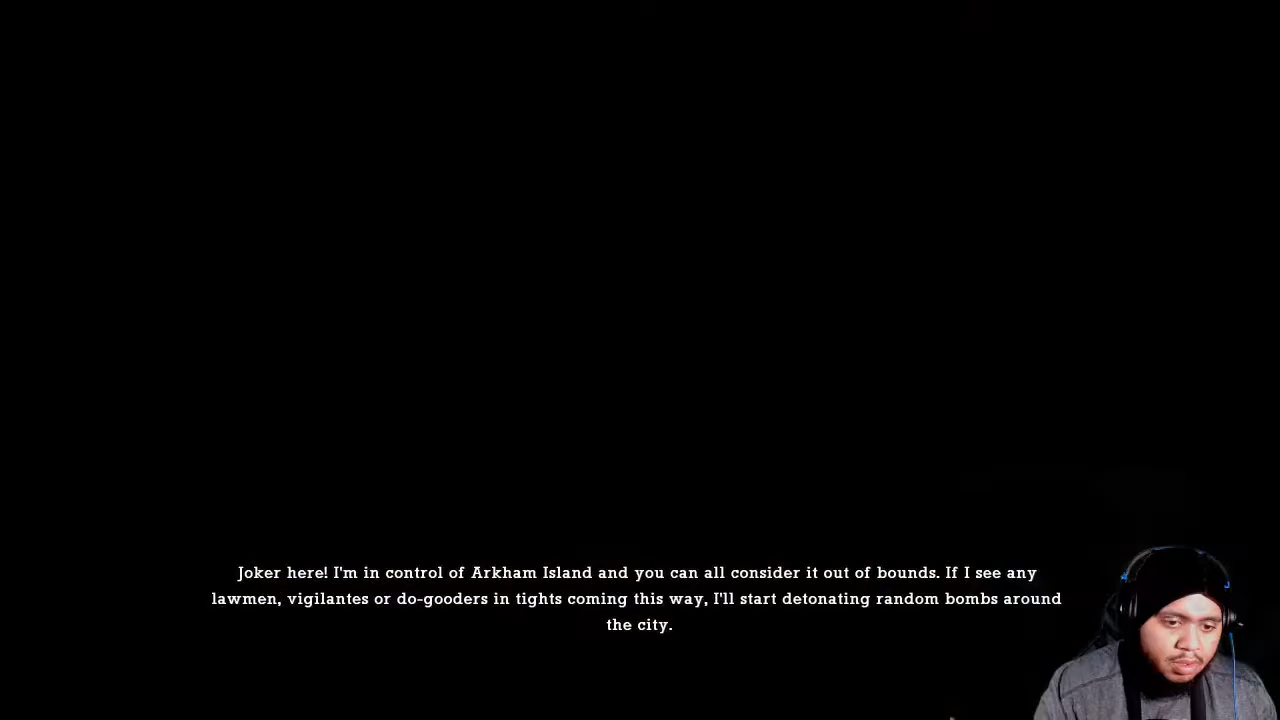 Joker here! I'm in control of Arkham Island and you can all consider it out of bounds. If I see any
lawmen, vigilantes or do-gooders in tights coming this way, I'll start detonating random bombs around
the city.